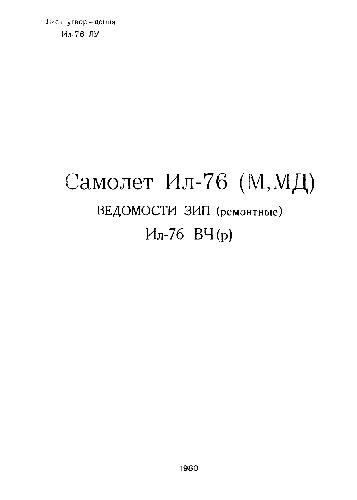 Лист утверждения
Ил-76 ЛУ
Самолет Ил-76 (М,МД)
ВЕДОМОСТИ ЗИП (ремонтные)
Ил-76 ВЧ(р)
1980